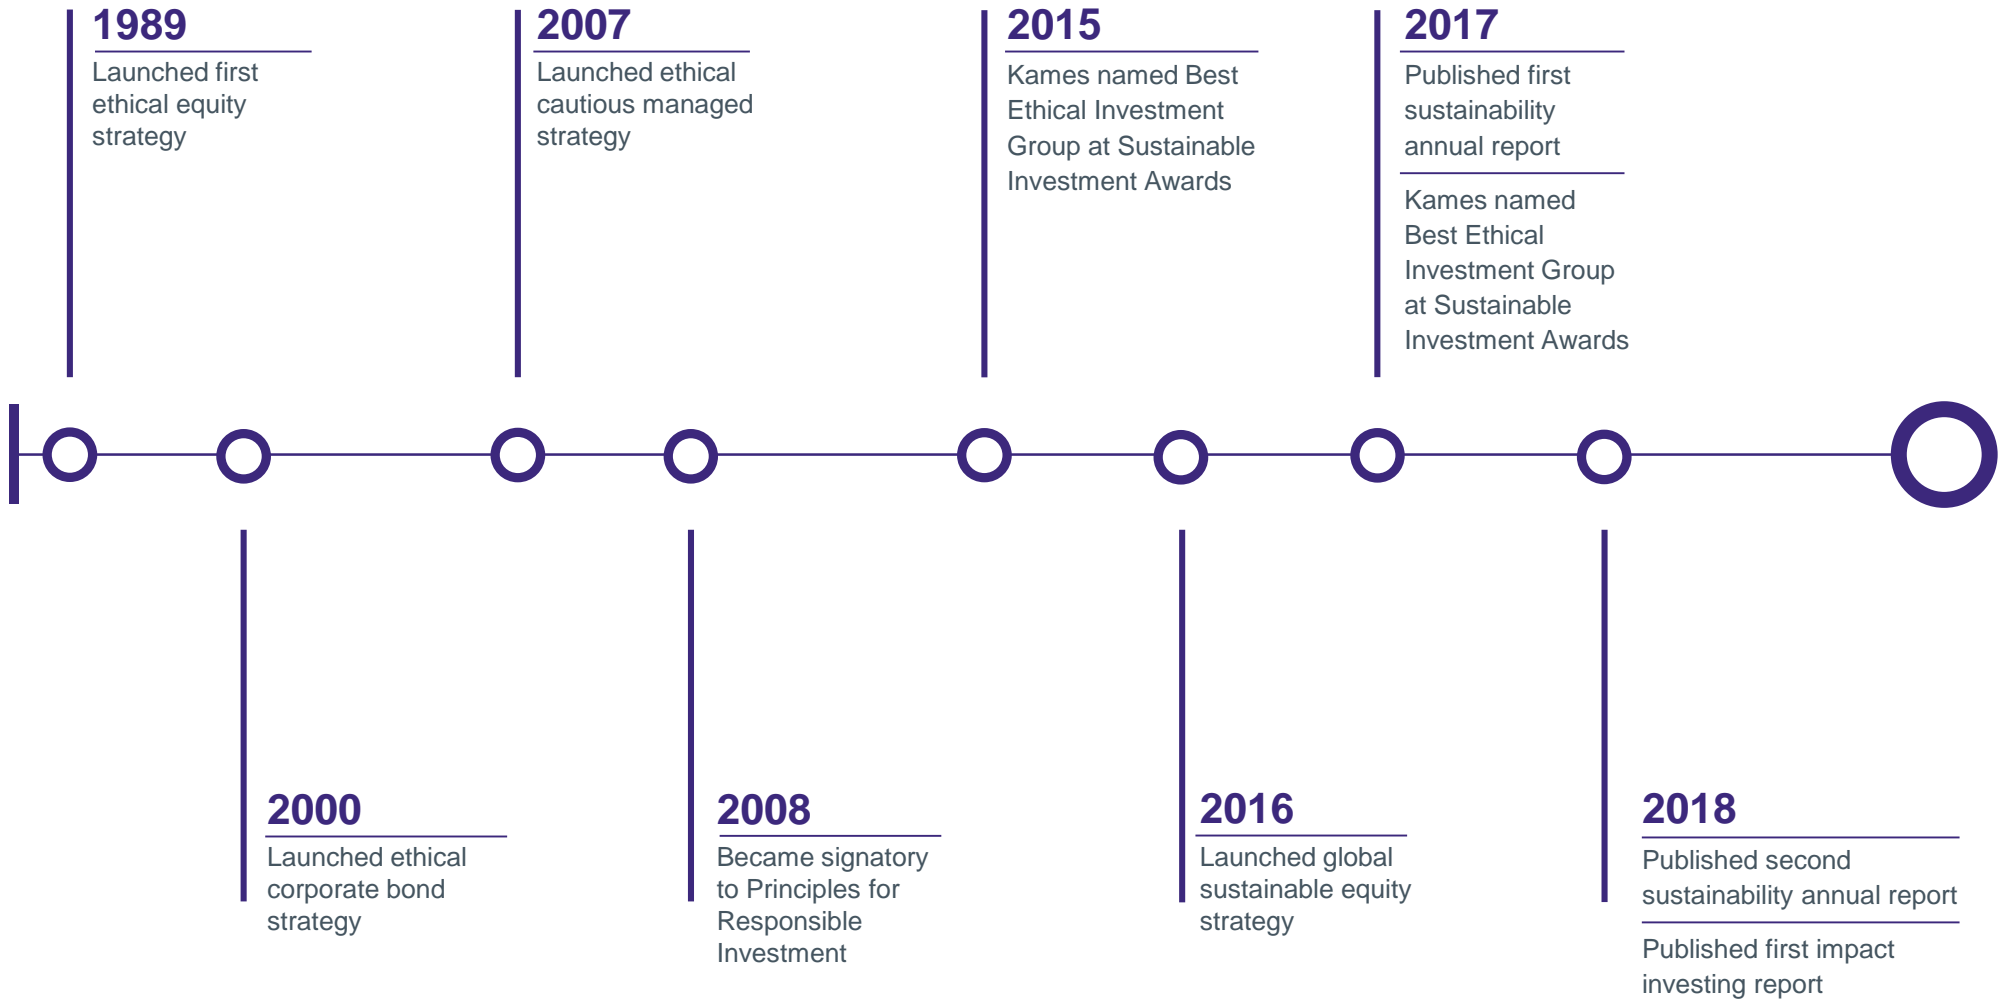 1989
Launched first
ethical equity
strategy
2007
Launched ethical
cautious managed
strategy
2015
Kames named Best
Ethical Investment
Group at Sustainable
Investment Awards
2017
Published first
sustainability
annual report
Kames named
Best Ethical
Investment Group
at Sustainable
Investment Awards
2000
Launched ethical
corporate bond
strategy
2008
Became signatory
to Principles for
Responsible
Investment
2016
Launched global
sustainable equity
strategy
2018
Published second
sustainability annual report
Published first impact
investing report